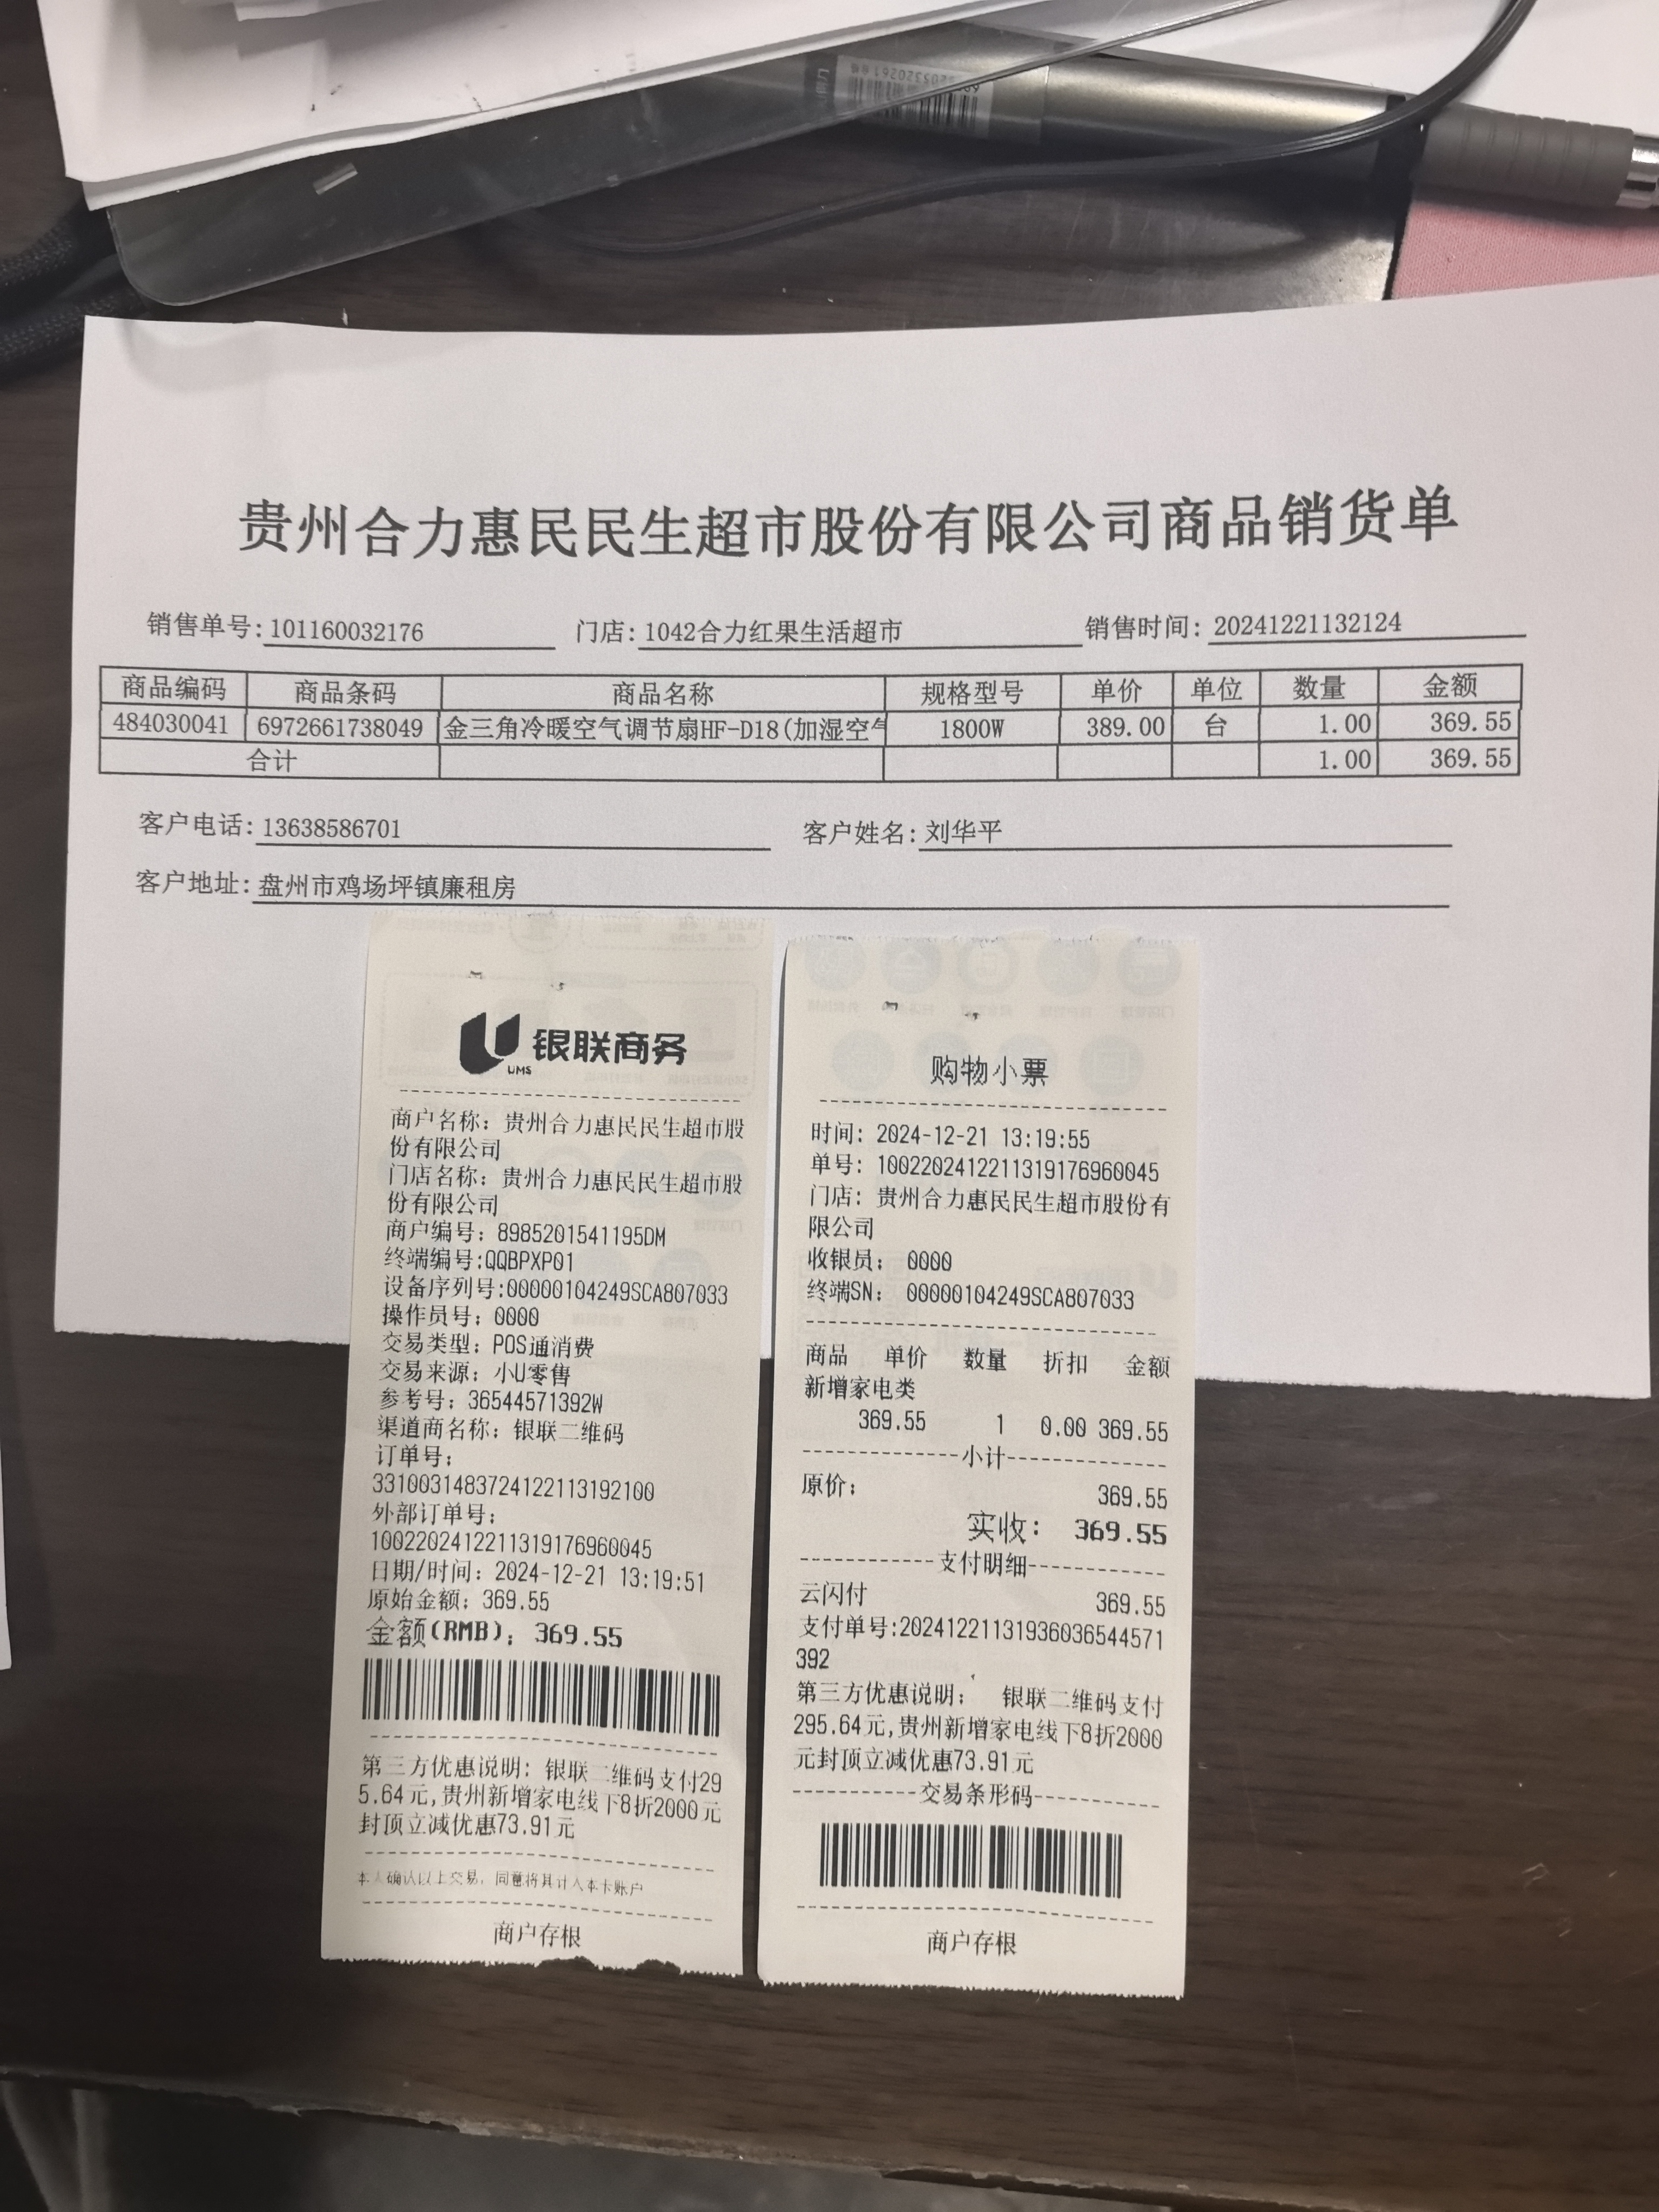 贵州合力惠民民生超市股份有限公司商品销货单
销售单号:101160032176 门店:1042合力红果生活超市 销售时间:20241221132124
商品编码 商品条码 商品名称 规格型号 单价 单位 数量 金额
484030041 6972661738049 金三角冷暖空气调节扇HF-D18(加湿空气 1800W 389.00 台 1.00 369.55
合计 1.00 369.55
客户电话:13638586701 客户姓名:刘华平
客户地址:盘州市鸡场坪镇廉租房
银联商务
UMS
商户名称：贵州合力惠民民生超市股
份有限公司
门店名称：贵州合力惠民民生超市股
份有限公司
商户编号：8985201541195DM
终端编号:QQBPXP01
设备序列号:00000104249SCA807033
操作员号：0000
交易类型：POS通消费
交易来源：小U零售
参考号：36544571392W
渠道商名称：银联二维码
订单号：
3310031483724122113192100
外部订单号：
1002202412211319176960045
日期/时间：2024-12-21 13:19:51
原始金额：369.55
金额(RMB)：369.55
第三方优惠说明：银联二维码支付29
5.64元,贵州新增家电线下8折2000元
封顶立减优惠73.91元
本人确认以上交易，同意将其计入本卡账户
商户存根
购物小票
时间：2024-12-21 13:19:55
单号：1002202412211319176960045
门店：贵州合力惠民民生超市股份有
限公司
收银员： 0000
终端SN： 00000104249SCA807033
商品 单价 数量 折扣 金额
新增家电类
369.55 1 0.00 369.55
小计
原价： 369.55
实收： 369.55
支付明细
云闪付 369.55
支付单号:20241221131936036544571
392
第三方优惠说明： 银联二维码支付
295.64元,贵州新增家电线下8折2000
元封顶立减优惠73.91元
交易条形码
商户存根